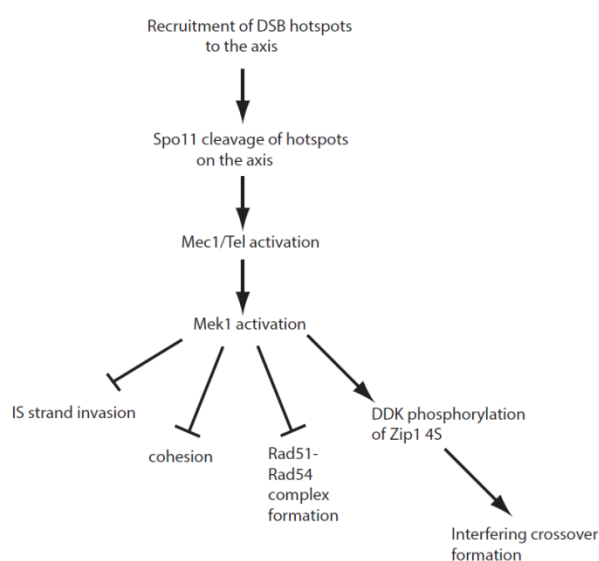 Recruitment of DSB hotspots
to the axis
Spo11 cleavage of hotspots
on the axis
Mec1/Tel activation
Mek1 activation
IS strand invasion
cohesion
Rad51-
Rad54
complex
formation
DDK phosphorylation
of Zip1 4S
Interfering crossover
formation